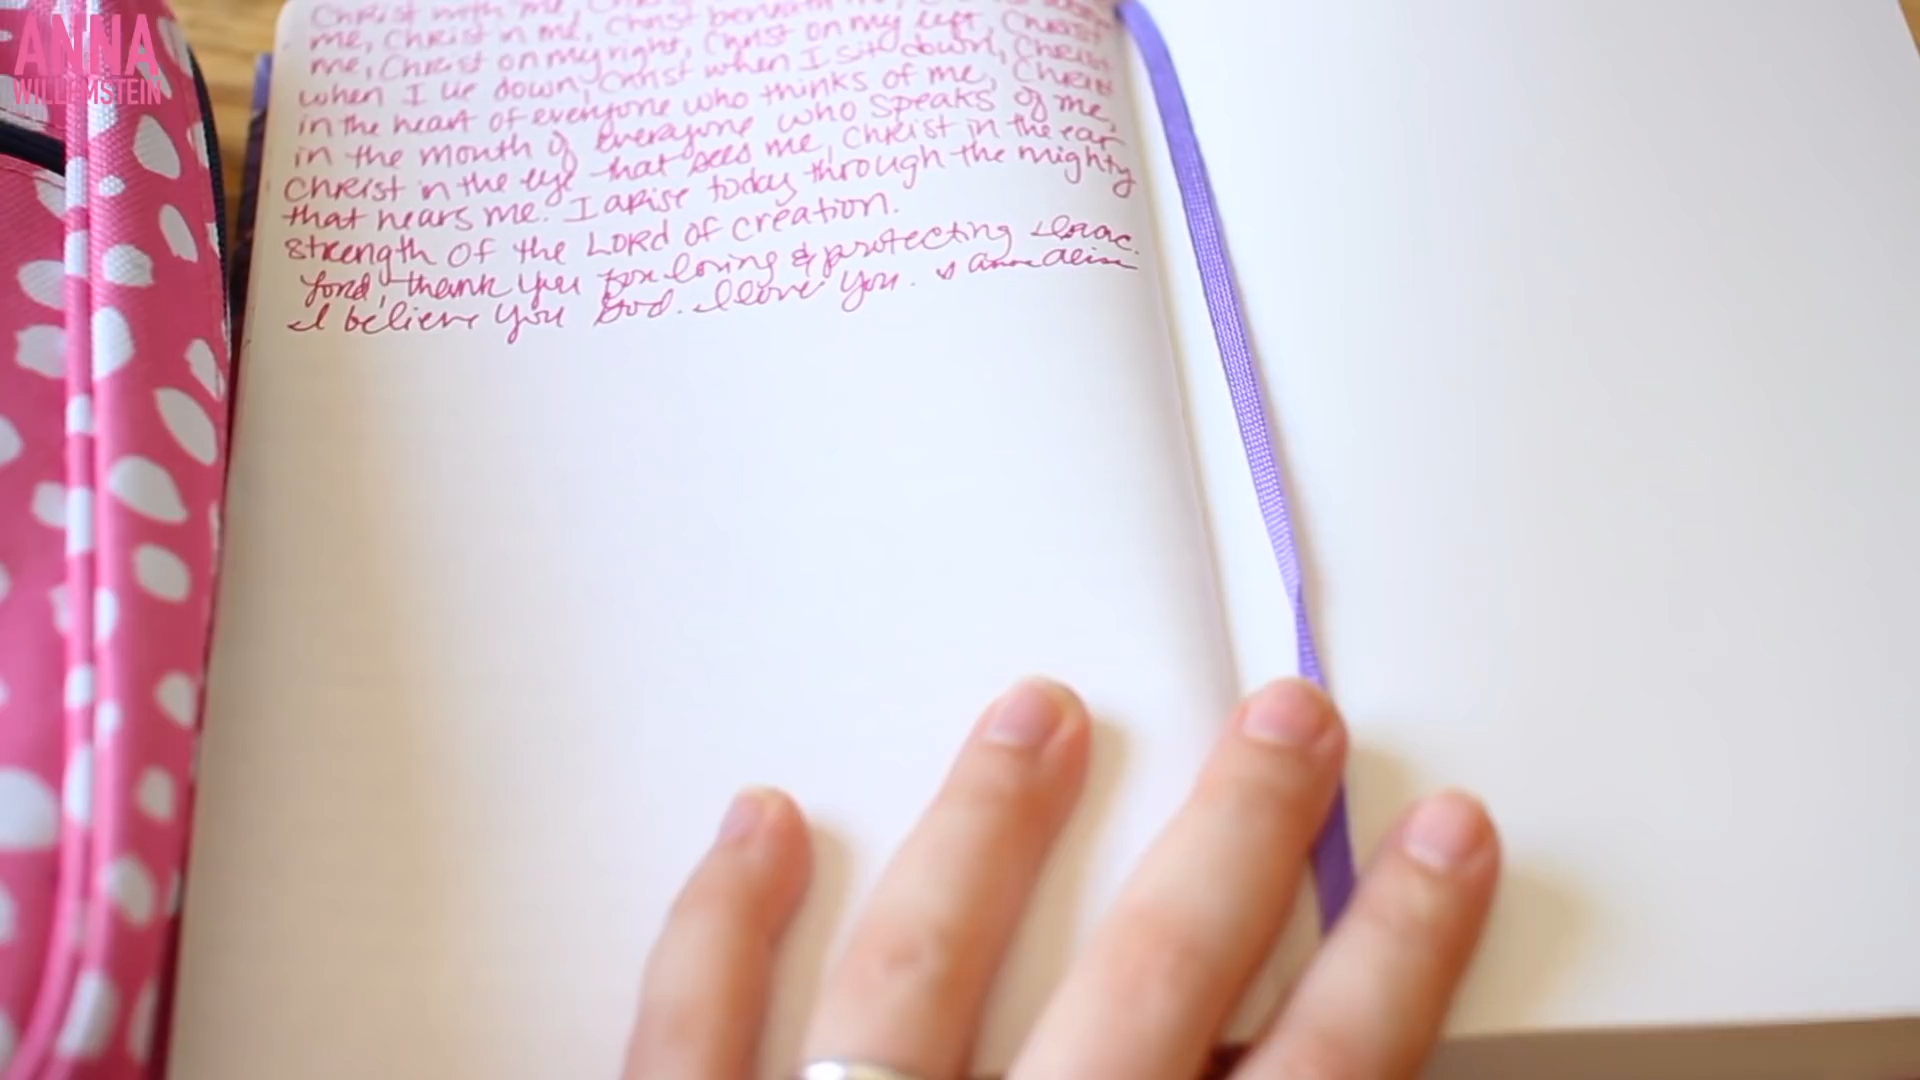 ANNA
WILLEMSTEIN
Christ with me,
me, Christ in me, Christ beneath
me, Christ on my right, Christ on my left, Christ
when I lie down, Christ when I sit down, Christ
in the heart of everyone who thinks of me, Christ
in the mouth of everyone who speaks of me,
Christ in the eye that sees me, Christ in the ear
that hears me. I arise today through the mighty
strength of the LORD of creation.
Lord, thank you for loving & protecting
I believe you God. I love you.